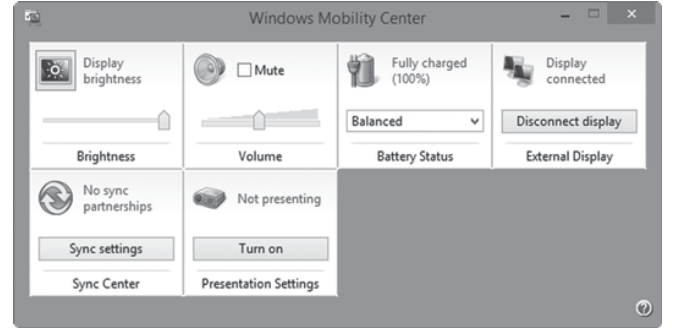 Windows Mobility Center
Display
brightness
Brightness
Mute
Volume
Fully charged
(100%)
Balanced
Battery Status
Display
connected
Disconnect display
External Display
No sync
partnerships
Sync settings
Sync Center
Not presenting
Turn on
Presentation Settings